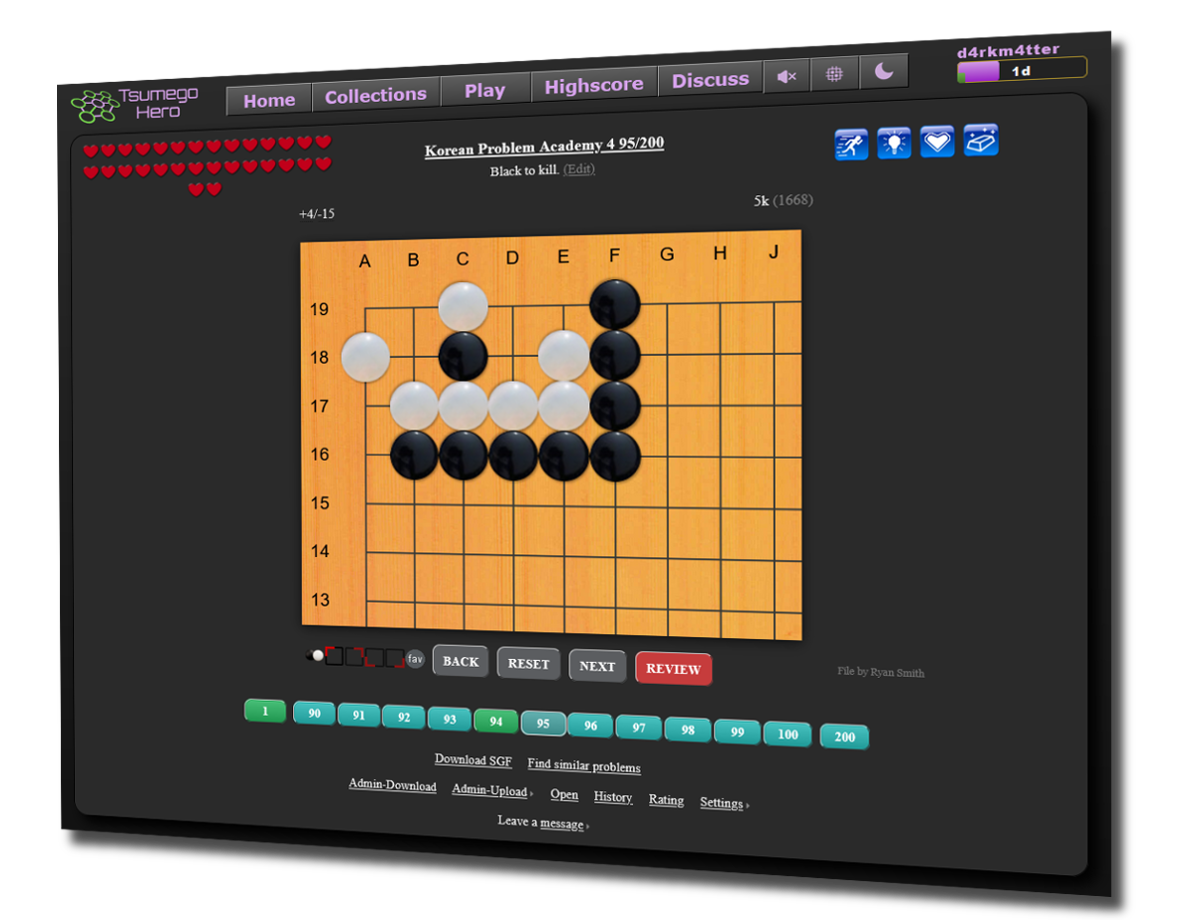 Tsumego
Hero
Home Collections Play Highscore Discuss
d4rkm4tter
1d
Korean Problem Academy 4 95/200
Black to kill. (Edit)
+4/-15
5k (1668)
A B C D E F G H J
19
18
17
16
15
14
13
fav BACK RESET NEXT REVIEW
File by Ryan Smith
1 90 91 92 93 94 95 96 97 98 99 100 200
Download SGF Find similar problems
Admin-Download Admin-Upload Open History Rating Settings
Leave a message